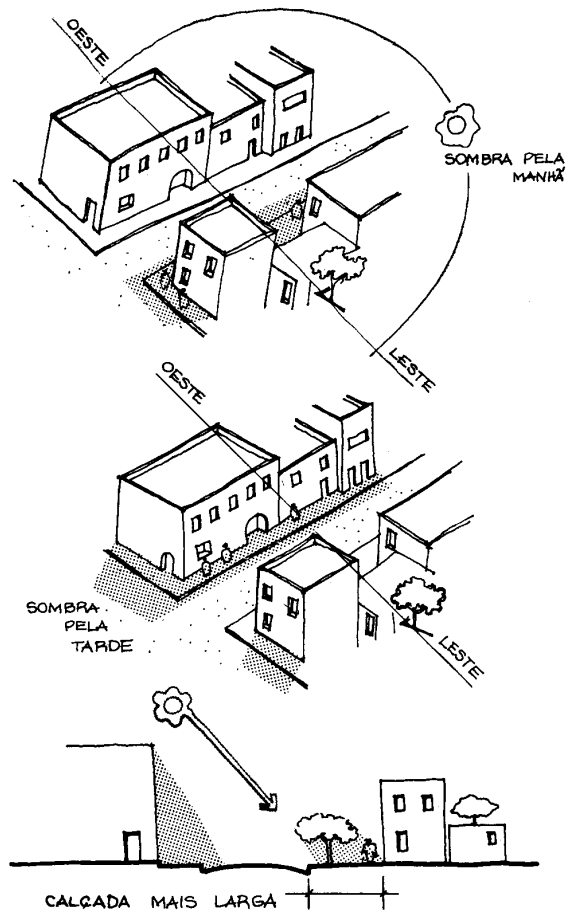 OESTE
SOMBRA PELA
MANHÃ
LESTE
OESTE
SOMBRA
PELA
TARDE
LESTE
CALÇADA MAIS LARGA